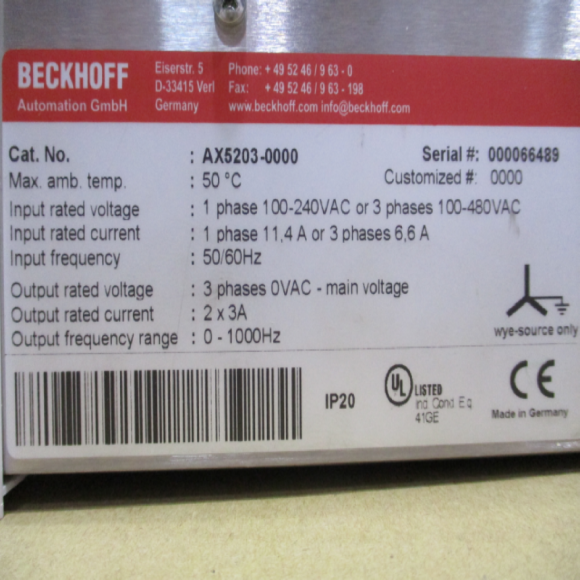 BECKHOFF
Automation GmbH
Eiserstr. 5
D-33415 Verl
Germany
Phone: + 49 52 46 / 9 63 - 0
Fax: + 49 52 46 / 9 63 - 198
www.beckhoff.com info@beckhoff.com
Cat. No. : AX5203-0000 Serial #: 000066489
Max. amb. temp. : 50 °C Customized #: 0000
Input rated voltage : 1 phase 100-240VAC or 3 phases 100-480VAC
Input rated current : 1 phase 11,4 A or 3 phases 6,6 A
Input frequency : 50/60Hz
Output rated voltage : 3 phases 0VAC - main voltage
Output rated current : 2 x 3A
Output frequency range : 0 - 1000Hz
wye-source only
IP20
UL LISTED
Ind. Cond. E.q.
41GE
CE
Made in Germany